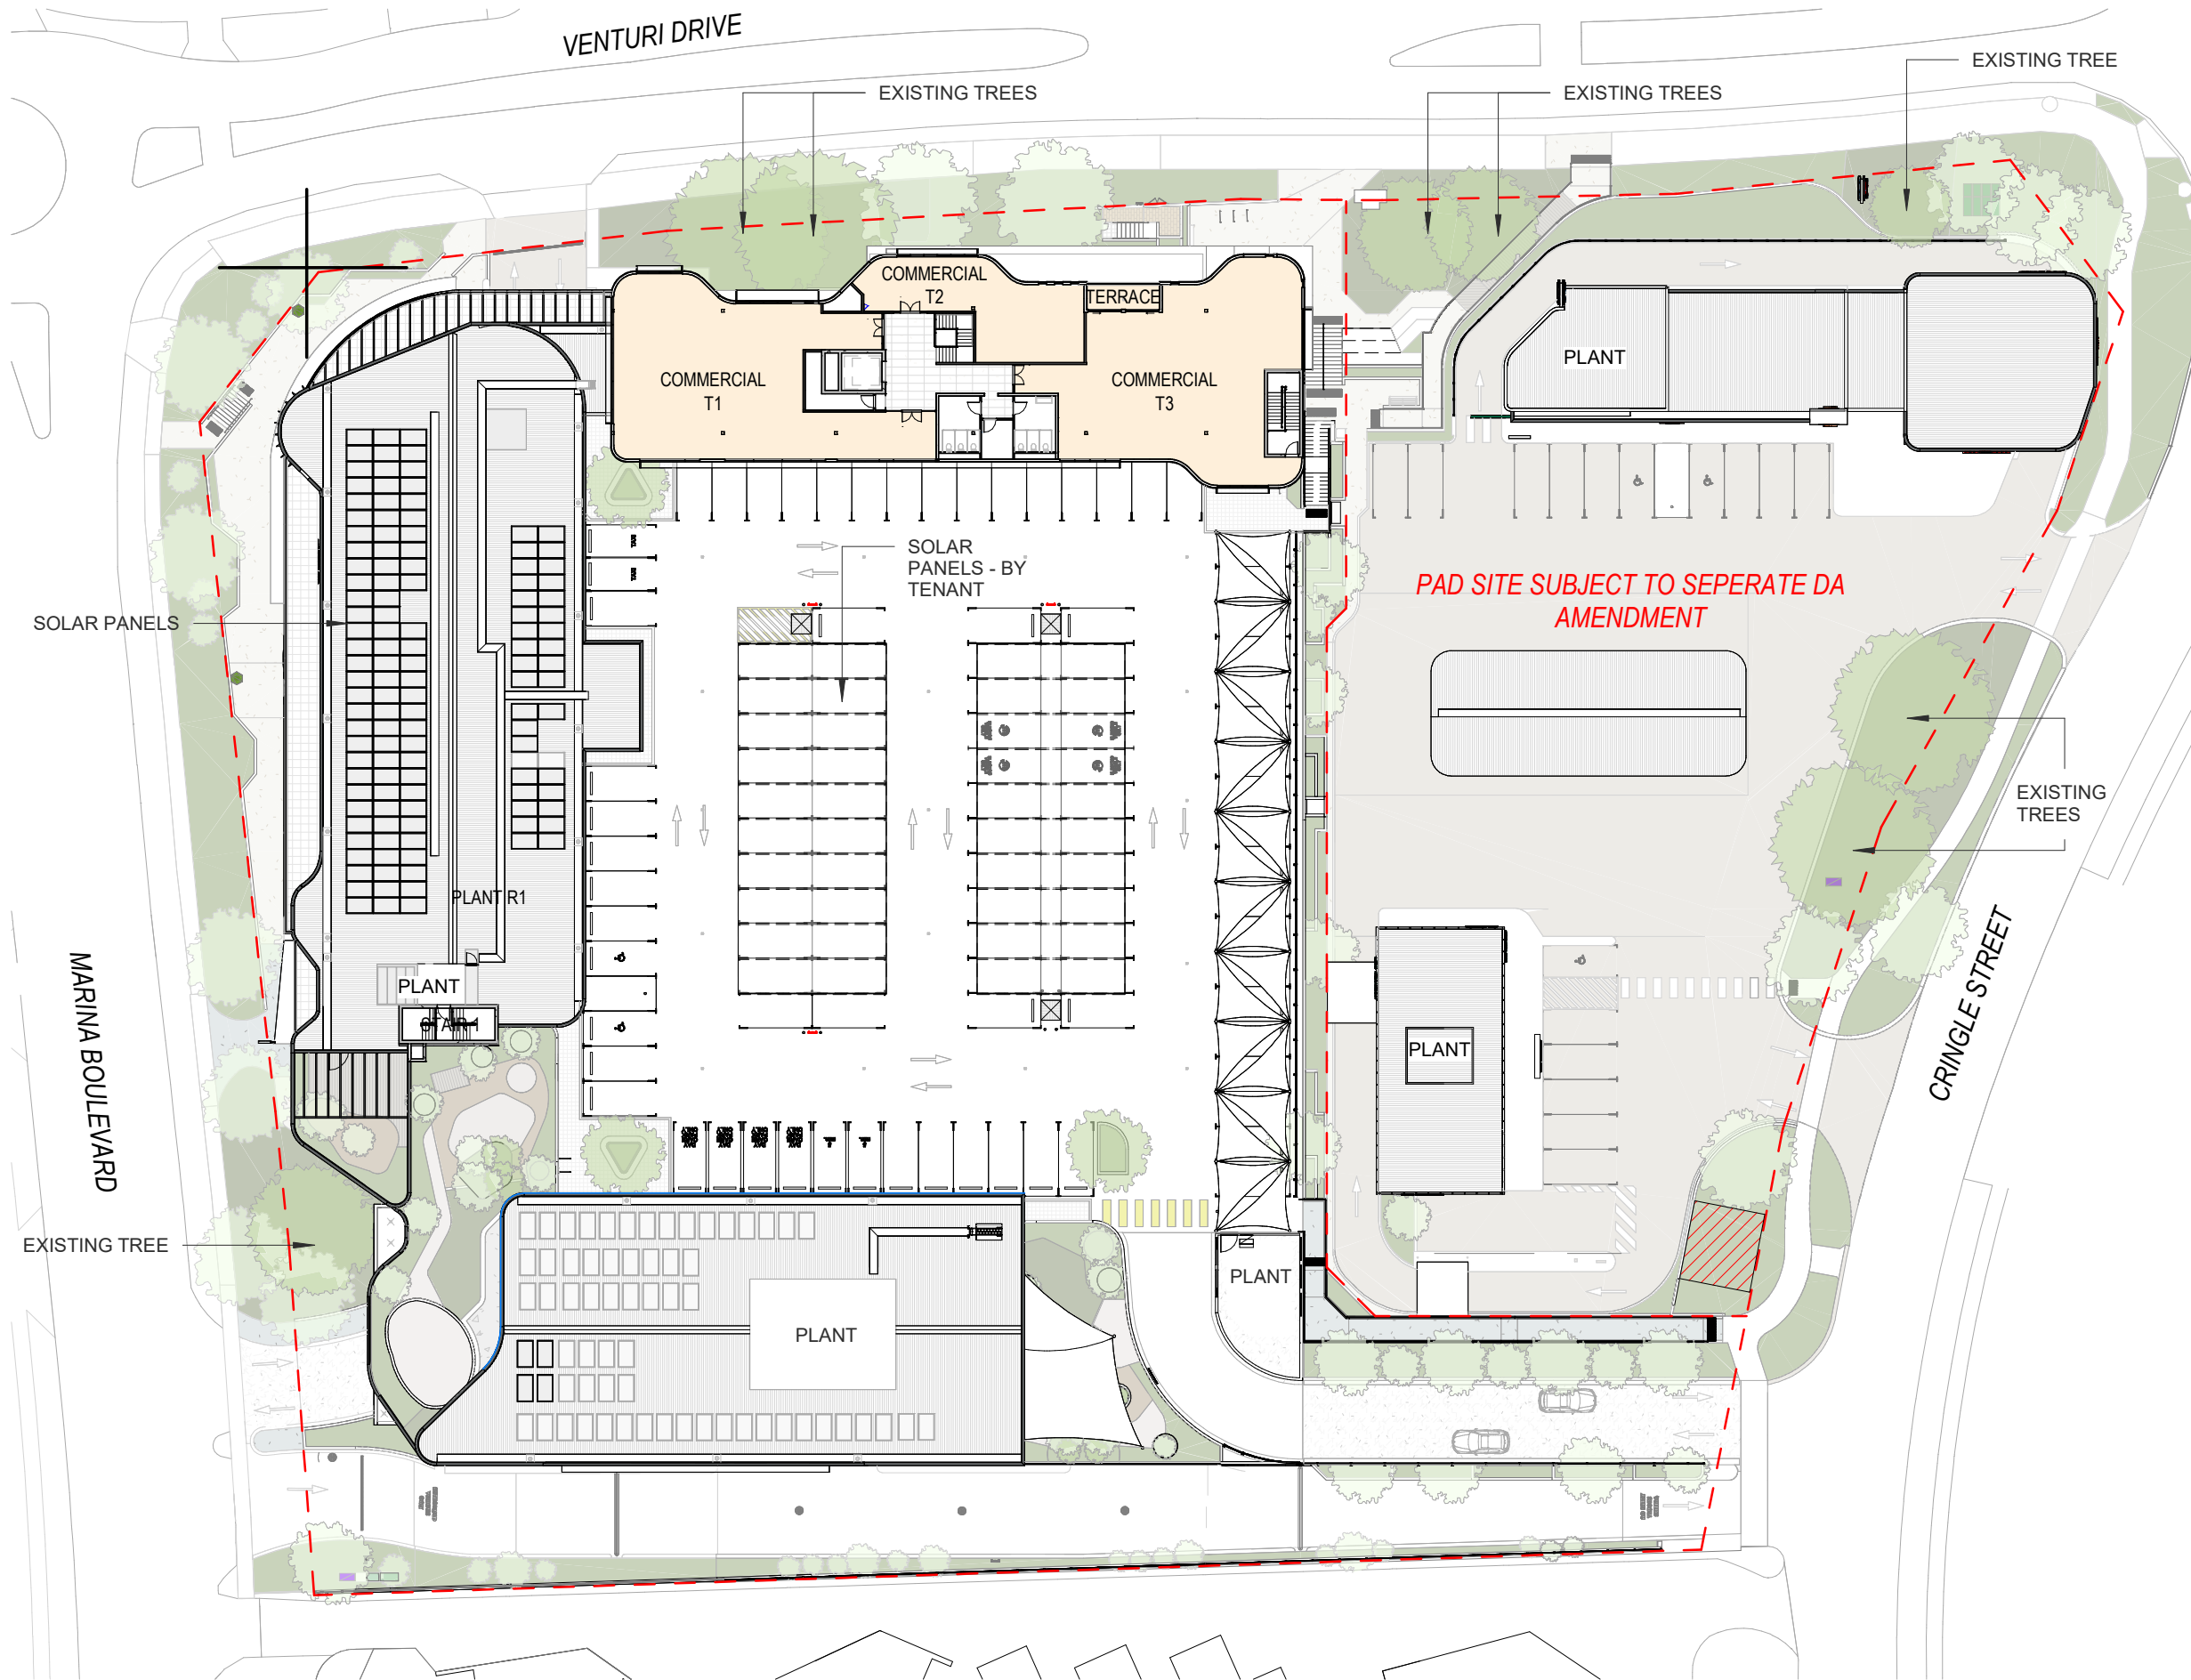 VENTURI DRIVE
EXISTING TREES
EXISTING TREES
EXISTING TREE
COMMERCIAL
T2
TERRACE
COMMERCIAL
T1
COMMERCIAL
T3
PLANT
SOLAR
PANELS - BY
TENANT
SOLAR PANELS
PAD SITE SUBJECT TO SEPERATE DA
AMENDMENT
EXISTING
TREES
PLANT R1
PLANT
STAIR 1
PLANT
MARINA BOULEVARD
CRINGLE STREET
EXISTING TREE
PLANT
PLANT